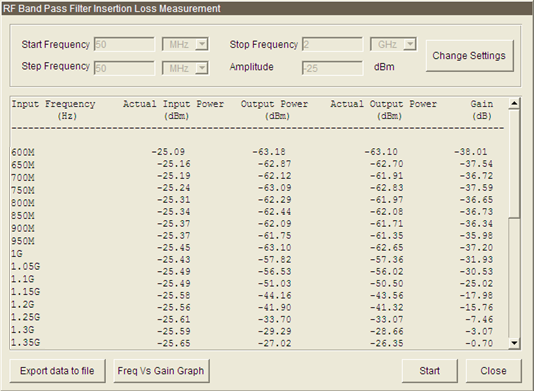 RF Band Pass Filter Insertion Loss Measurement
Start Frequency 50 MHz Stop Frequency 2 GHz Change Settings
Step Frequency 50 MHz Amplitude -25 dBm
Input Frequency Actual Input Power Output Power Actual Output Power Gain
(Hz) (dBm) (dBm) (dBm) (dB)
600M -25.09 -63.18 -63.10 -38.01
650M -25.16 -62.87 -62.70 -37.54
700M -25.19 -62.12 -61.91 -36.72
750M -25.24 -63.09 -62.83 -37.59
800M -25.31 -62.29 -61.97 -36.65
850M -25.34 -62.44 -62.08 -36.73
900M -25.37 -62.09 -61.71 -36.34
950M -25.37 -61.75 -61.35 -35.98
1G -25.45 -63.10 -62.65 -37.20
1.05G -25.43 -57.82 -57.36 -31.93
1.1G -25.49 -56.53 -56.02 -30.53
1.15G -25.49 -51.03 -50.50 -25.02
1.2G -25.58 -44.16 -43.56 -17.98
1.25G -25.56 -41.90 -41.32 -15.76
1.3G -25.61 -33.70 -33.07 -7.46
1.35G -25.59 -29.29 -28.66 -3.07
-25.65 -27.02 -26.35 -0.70
Export data to file Freq Vs Gain Graph Start Close